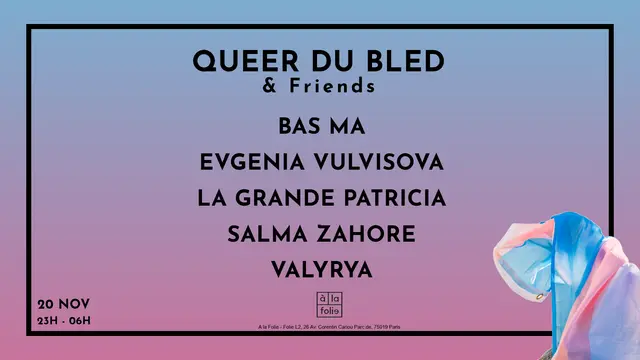 QUEER DU BLED
& Friends
BAS MA
EVGENIA VULVISOVA
LA GRANDE PATRICIA
SALMA ZAHORE
VALYRYA
20 NOV
23H - 06H
à la
folie
A la Folie - Folie L2, 26 Av. Corentin Cariou Parc de, 75019 Paris